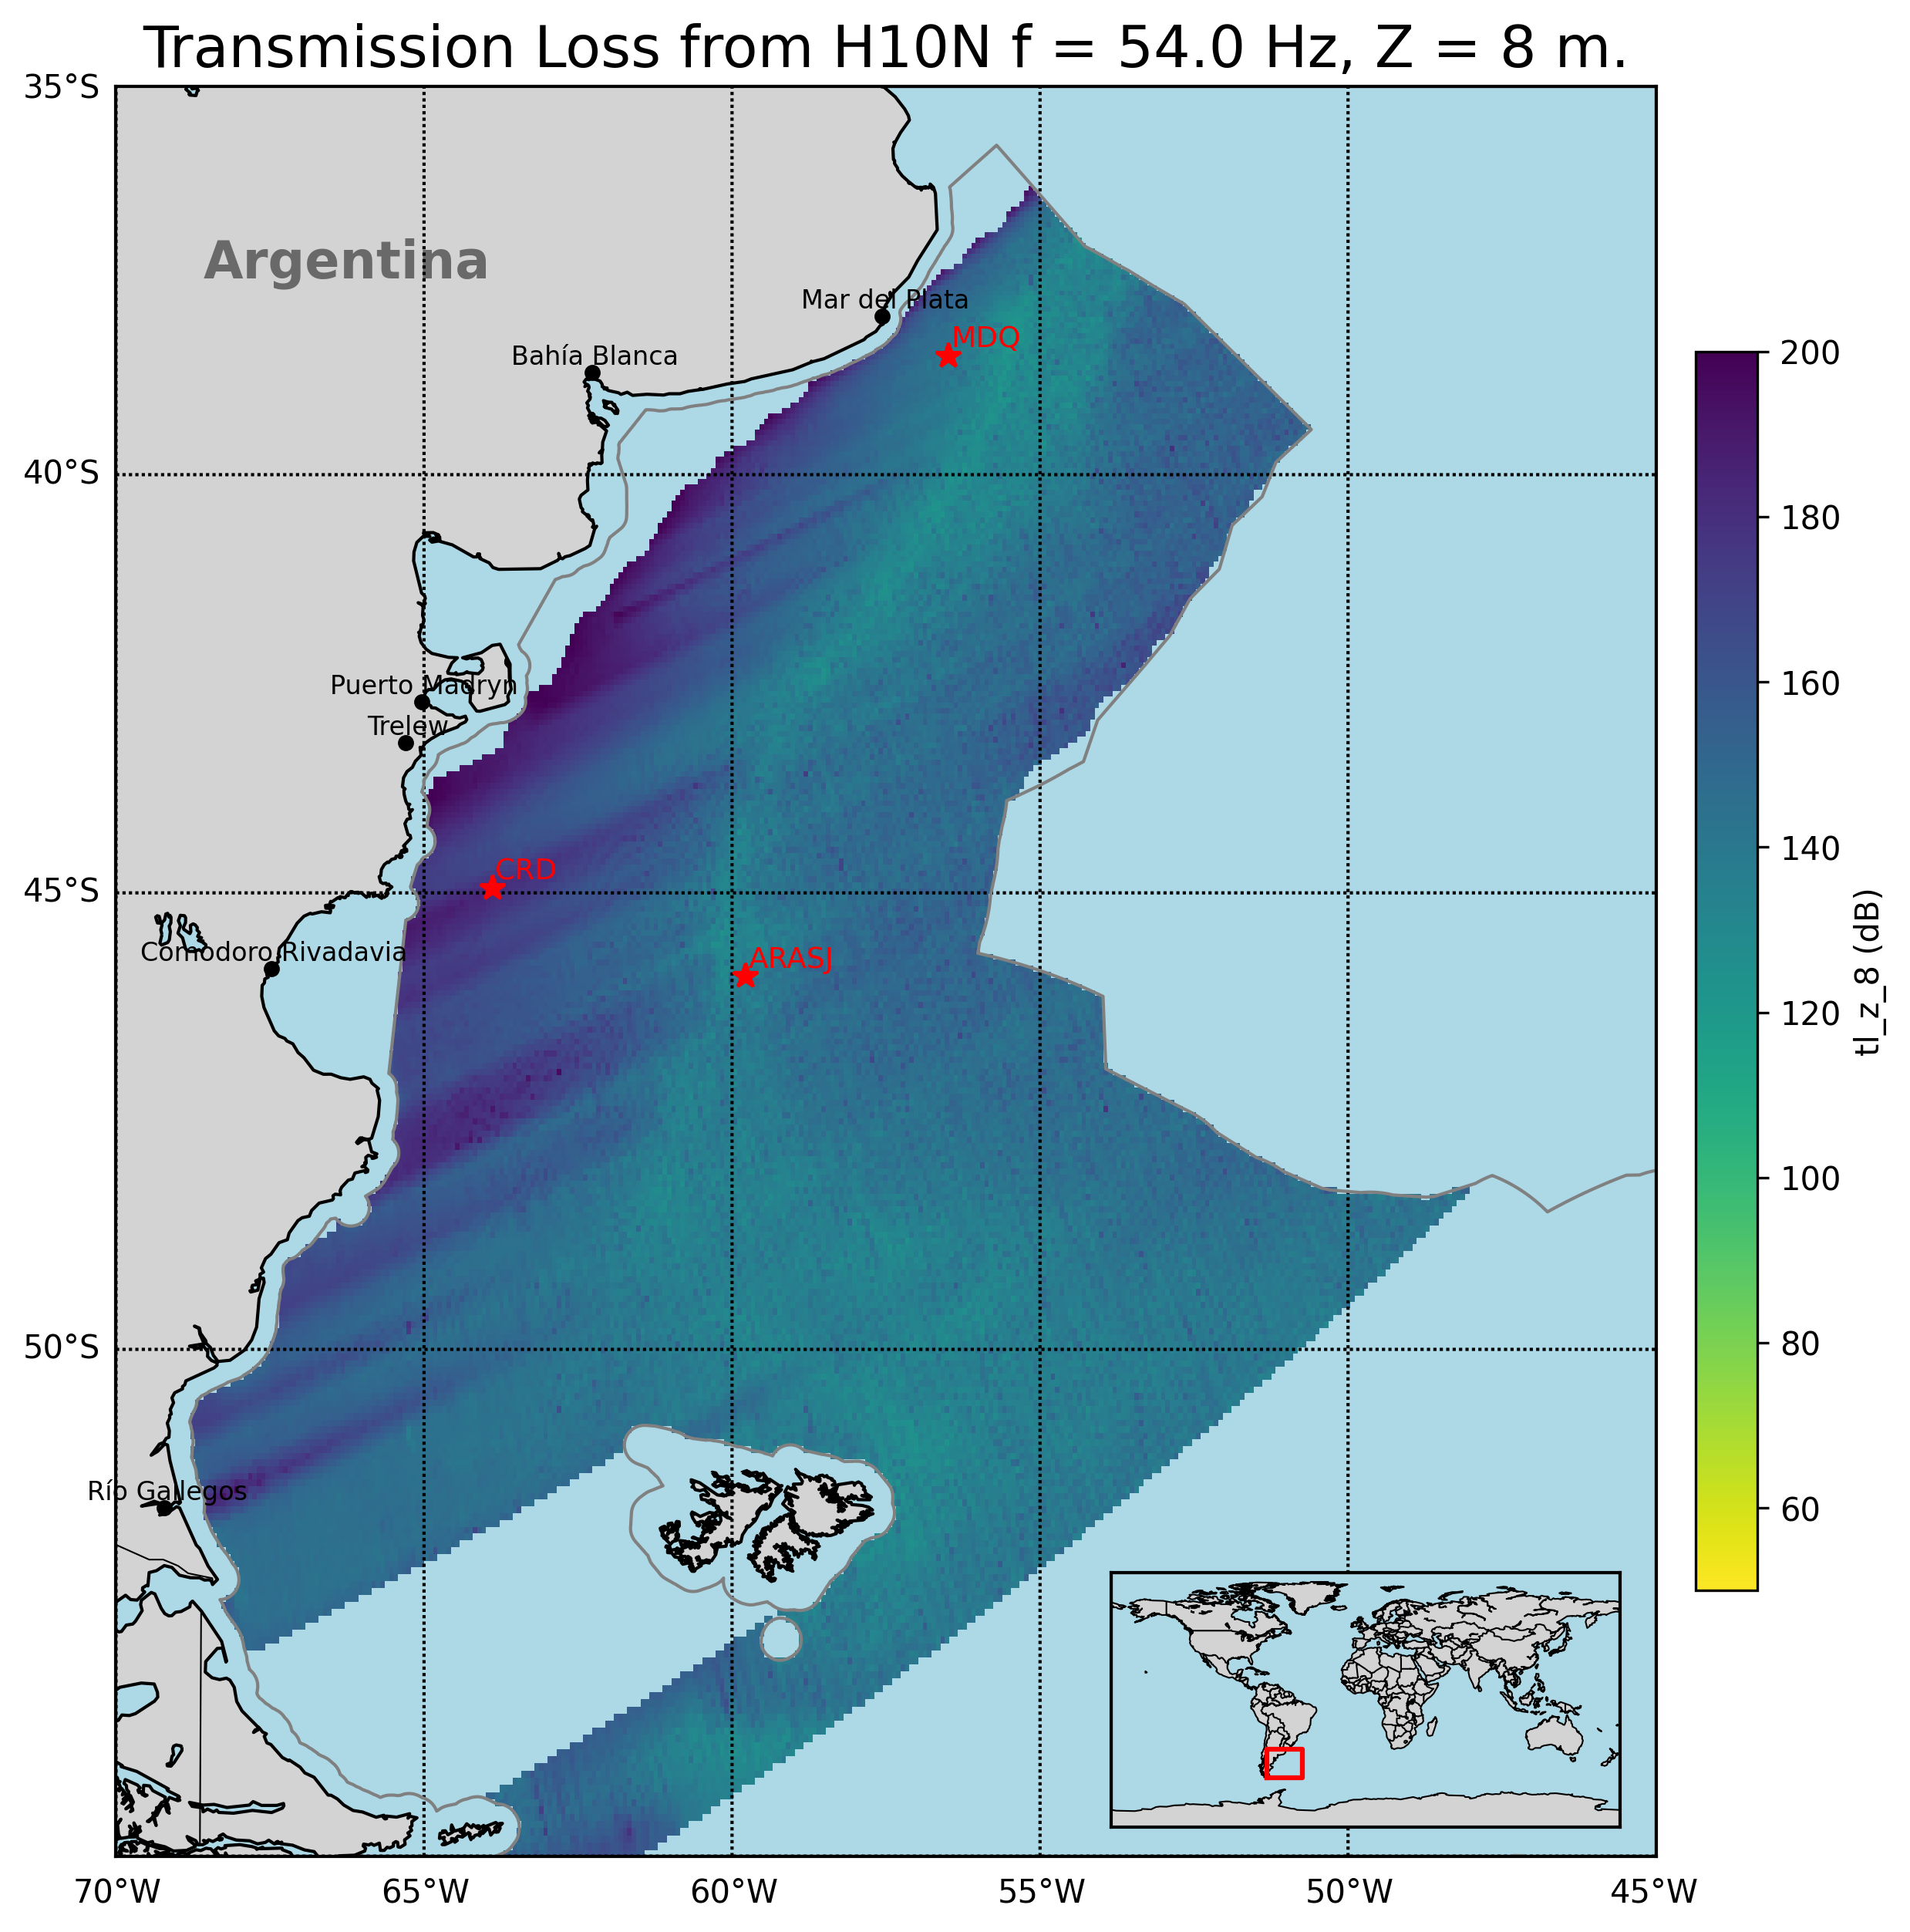 Transmission Loss from H10N f = 54.0 Hz, Z = 8 m.
35°S
Argentina
Mar del Plata
MDQ
Bahía Blanca
200
40°S
180
160
Puerto Madryn
Trelew
140
CRD
45°S
Comodoro Rivadavia
ARASJ
tl_z_8 (dB)
120
100
50°S
80
Río Gallegos
60
70°W
65°W
60°W
55°W
50°W
45°W